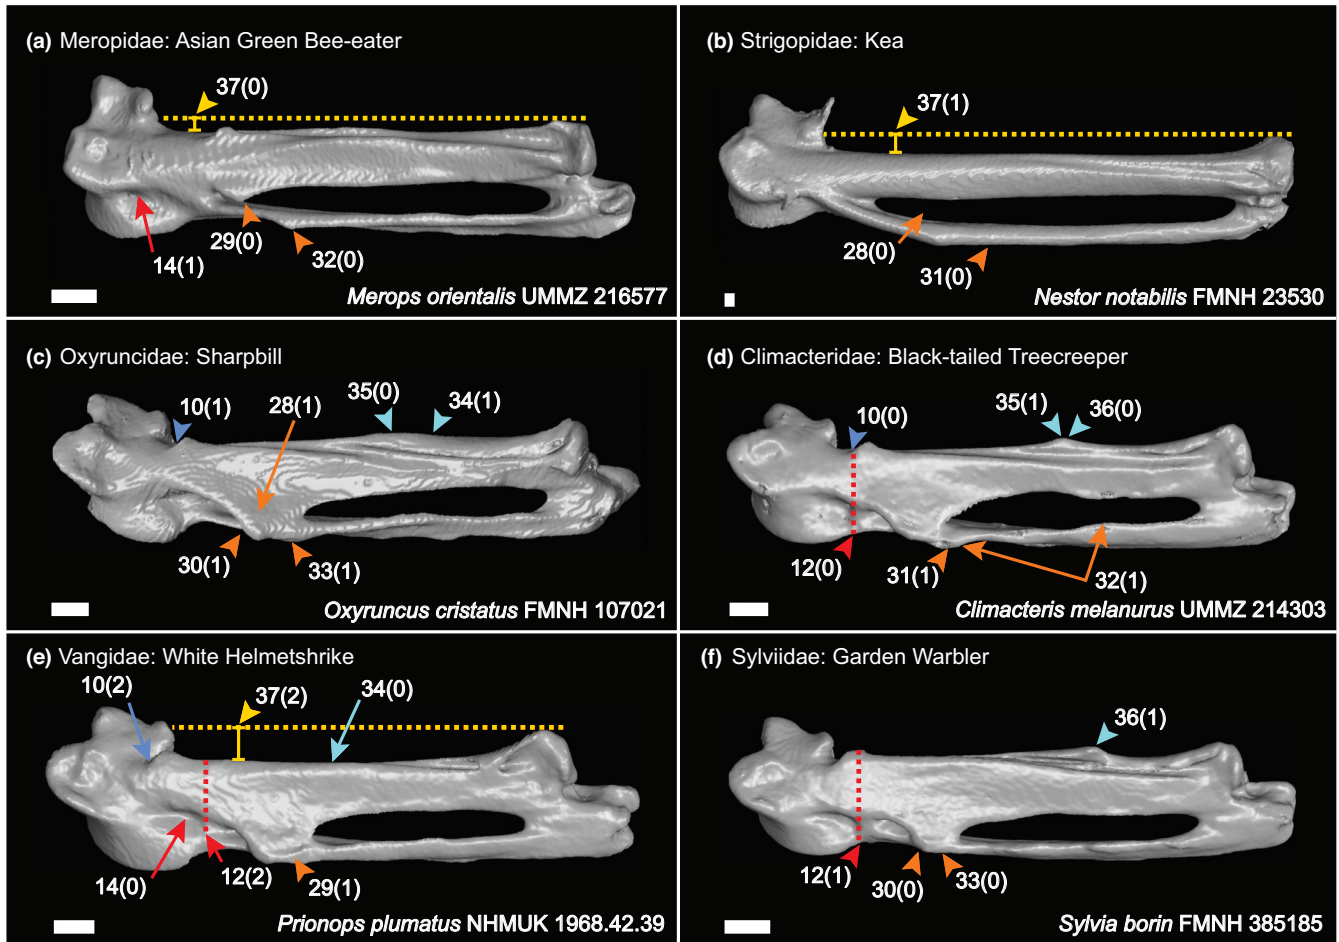 (a) Meropidae: Asian Green Bee-eater
37(0)
29(0)
32(0)
14(1)
Merops orientalis UMMZ 216577
(b) Strigopidae: Kea
37(1)
28(0)
31(0)
Nestor notabilis FMNH 23530
(c) Oxyruncidae: Sharpbill
35(0)
34(1)
10(1)
28(1)
30(1)
33(1)
Oxyruncus cristatus FMNH 107021
(d) Climacteridae: Black-tailed Treecreeper
10(0)
35(1)
36(0)
12(0)
31(1)
32(1)
Climacteris melanurus UMMZ 214303
(e) Vangidae: White Helmetshrike
10(2)
37(2)
34(0)
14(0)
12(2)
29(1)
Prionops plumatus NHMUK 1968.42.39
(f) Sylviidae: Garden Warbler
36(1)
12(1)
30(0)
33(0)
Sylvia borin FMNH 385185